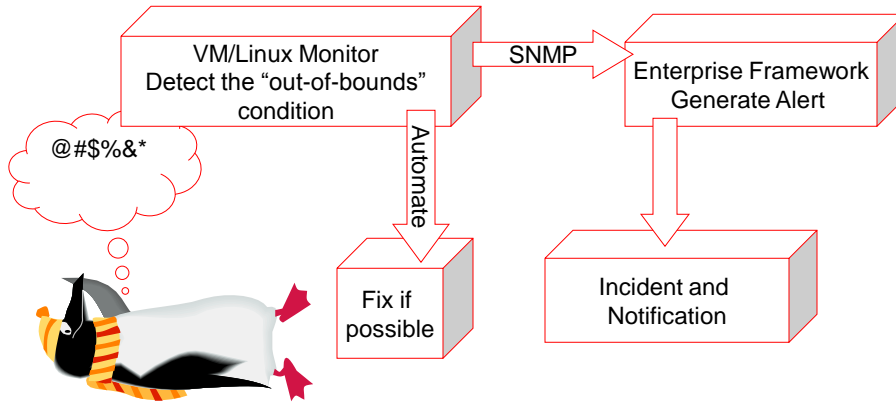 VM/Linux Monitor
Detect the “out-of-bounds”
condition
SNMP
Enterprise Framework
Generate Alert
@#$%&*
Automate
Fix if
possible
Incident and
Notification